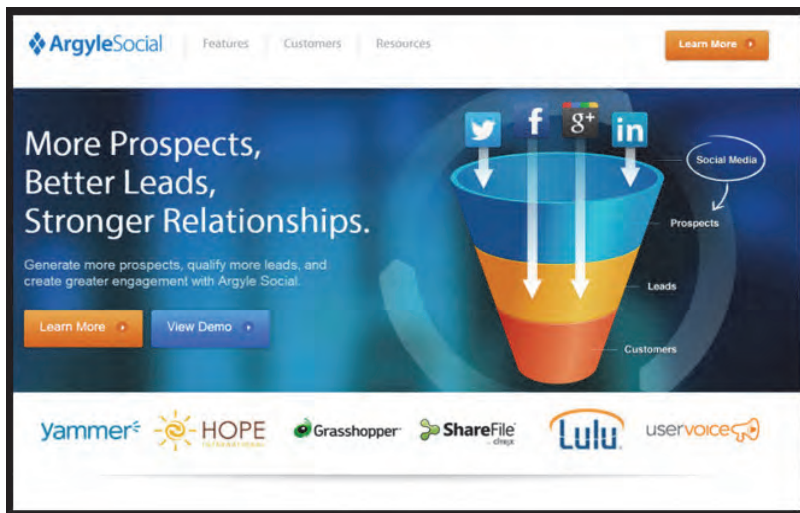 ArgyleSocial
Features
Customers
Resources
Learn More
More Prospects,
Better Leads,
Stronger Relationships.
Generate more prospects, qualify more leads, and
create greater engagement with Argyle Social.
Learn More
View Demo
f
g+
in
Social Media
Prospects
Leads
Customers
yammer
HOPE
INTERNATIONAL
Grasshopper
ShareFile
citrix
Lulu
uservoice